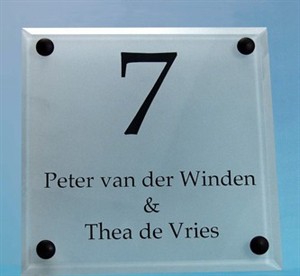 7
Peter van der Winden
&
Thea de Vries